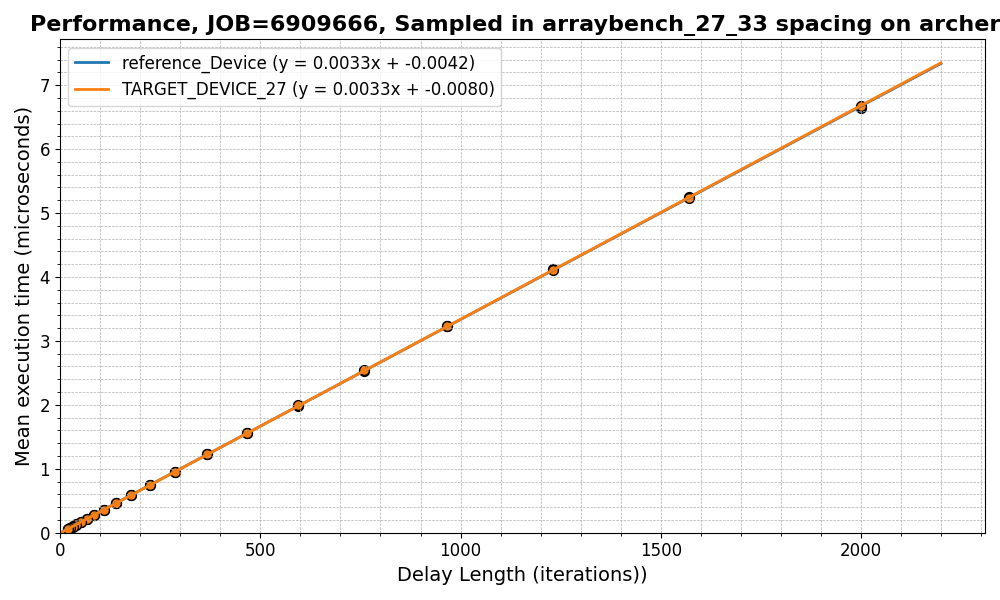 Performance, JOB=6909666, Sampled in arraybench_27_33 spacing on archer
reference_Device (y = 0.0033x + -0.0042)
TARGET_DEVICE_27 (y = 0.0033x + -0.0080)
Mean execution time (microseconds)
7
6
5
4
3
2
1
0
0 500 1000 1500 2000
Delay Length (iterations))